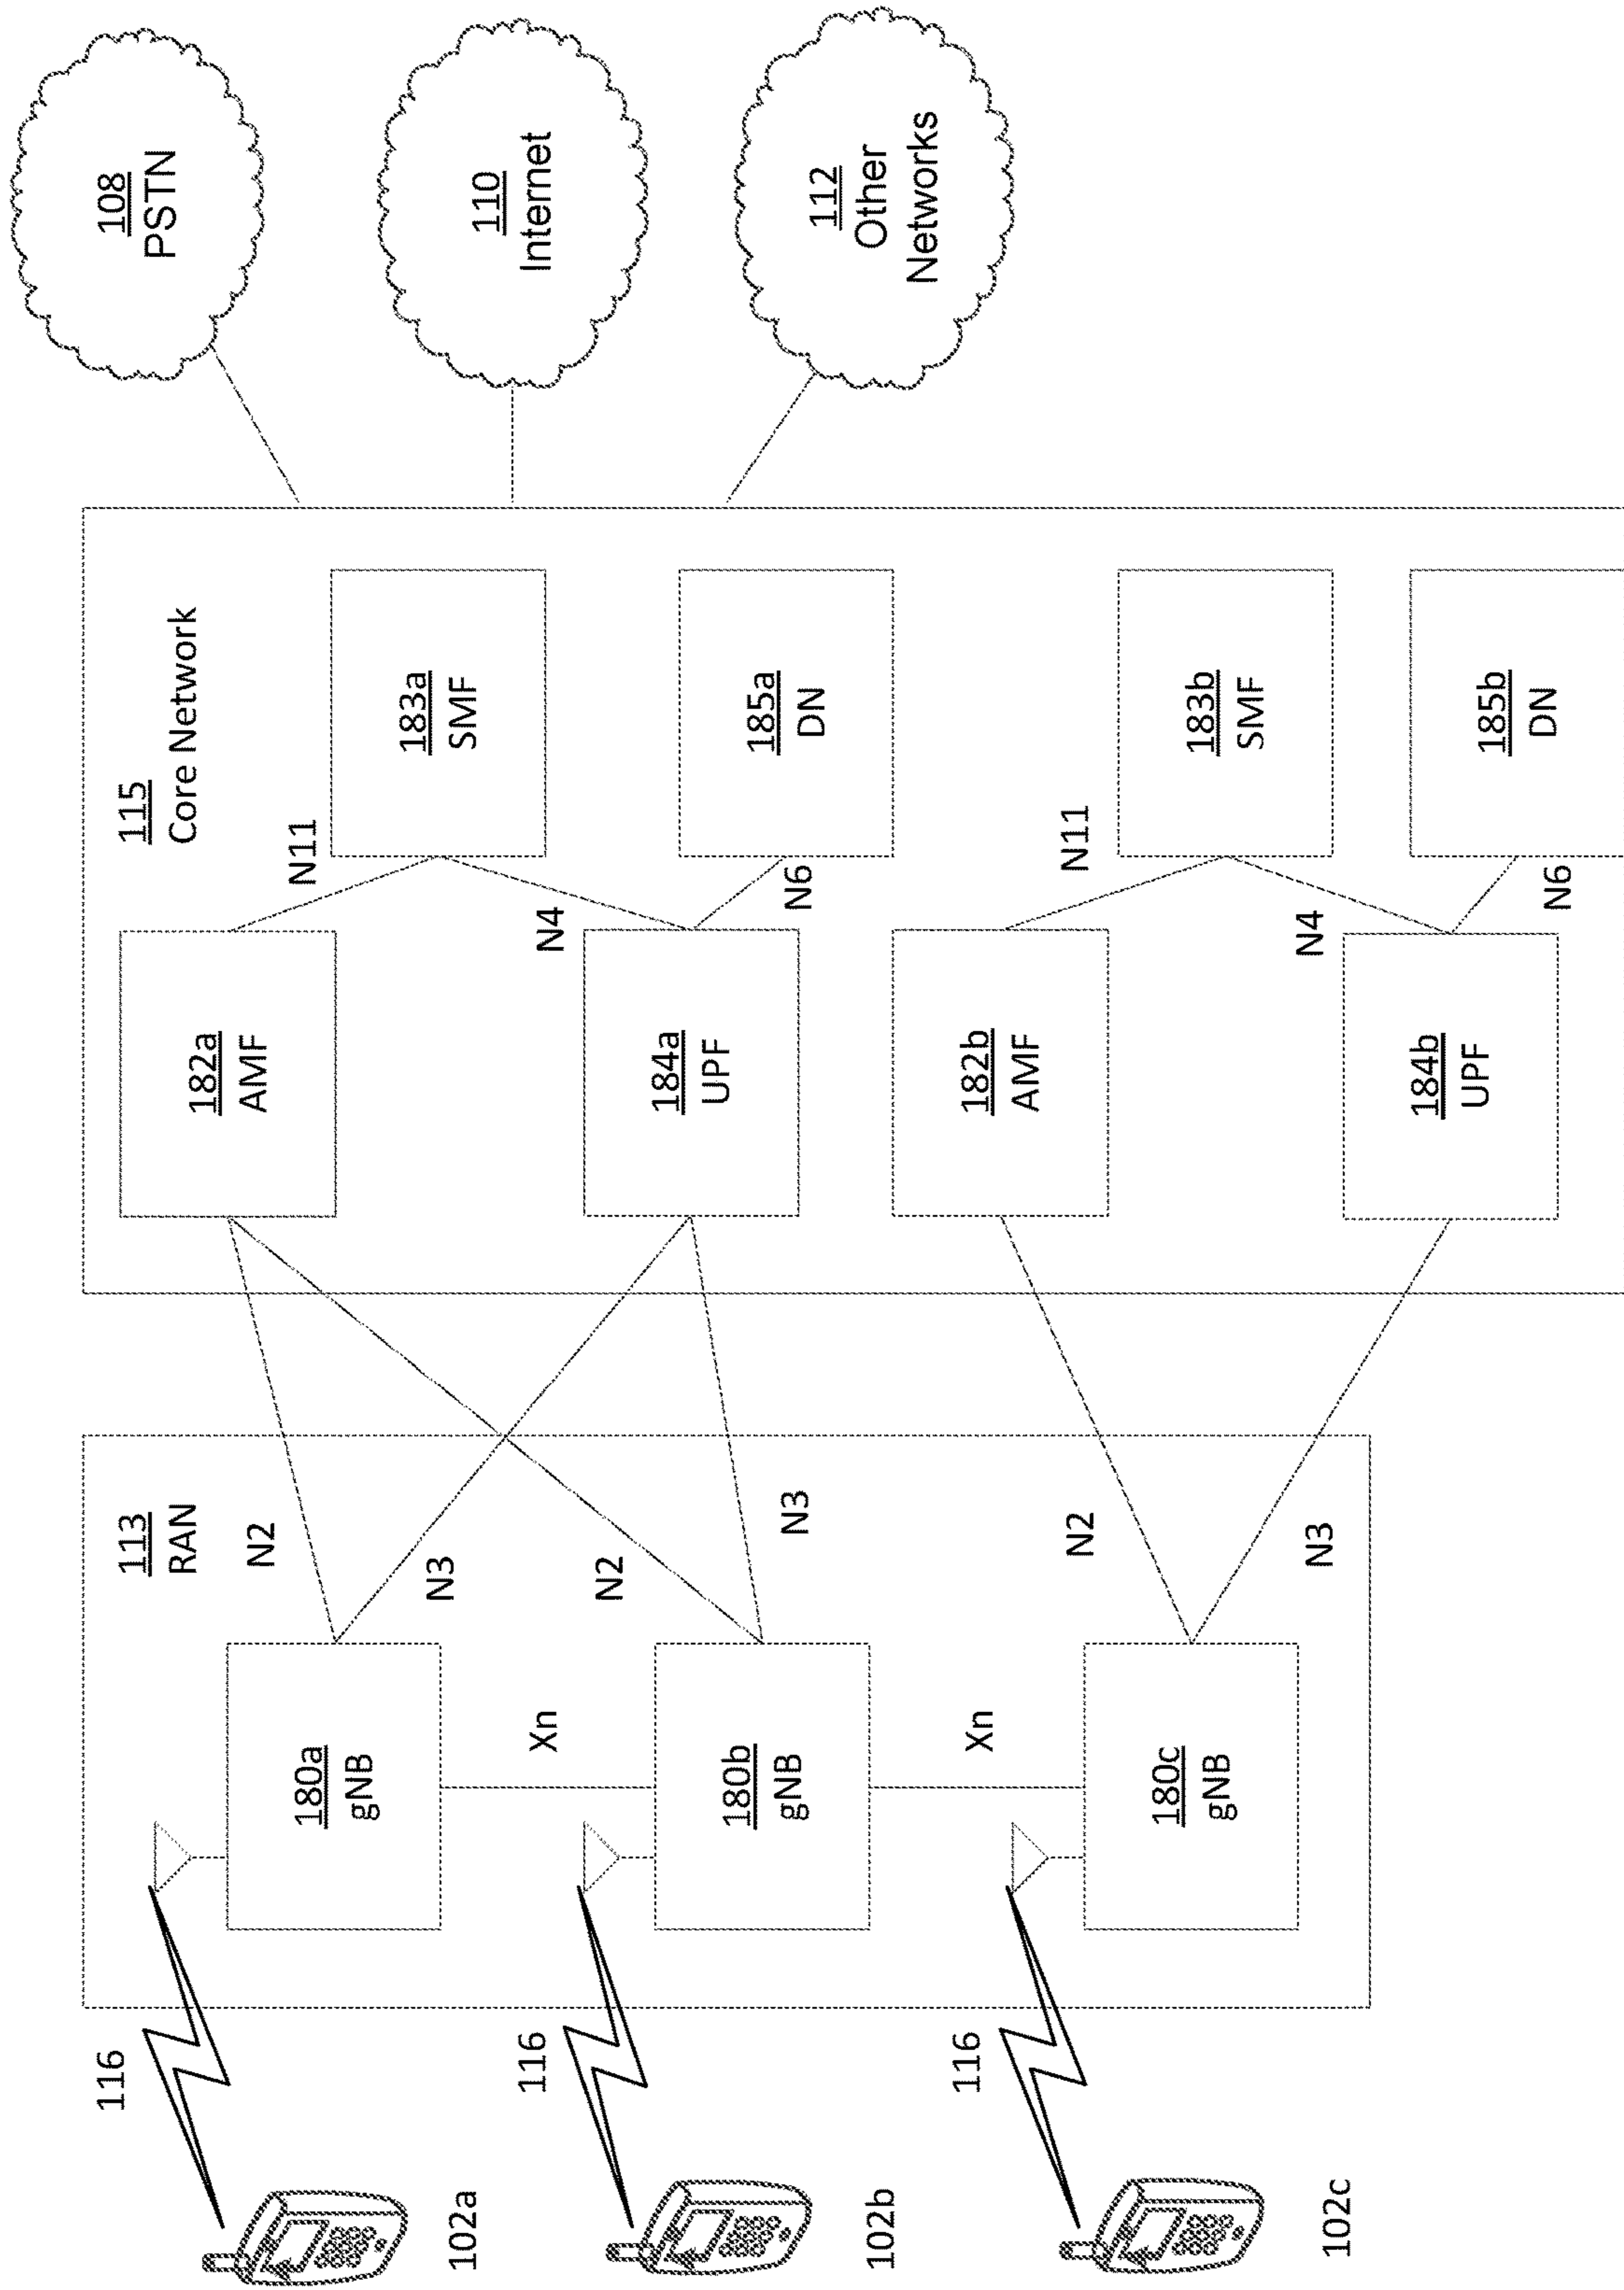 102a
116
102b
116
102c
116
113
RAN
180a
gNB
Xn
180b
gNB
Xn
180c
gNB
N2
N3
N2
N3
N2
N3
115
Core Network
182a
AMF
N11
183a
SMF
N4
184a
UPF
N6
185a
DN
182b
AMF
N11
183b
SMF
N4
184b
UPF
N6
185b
DN
108
PSTN
110
Internet
112
Other
Networks